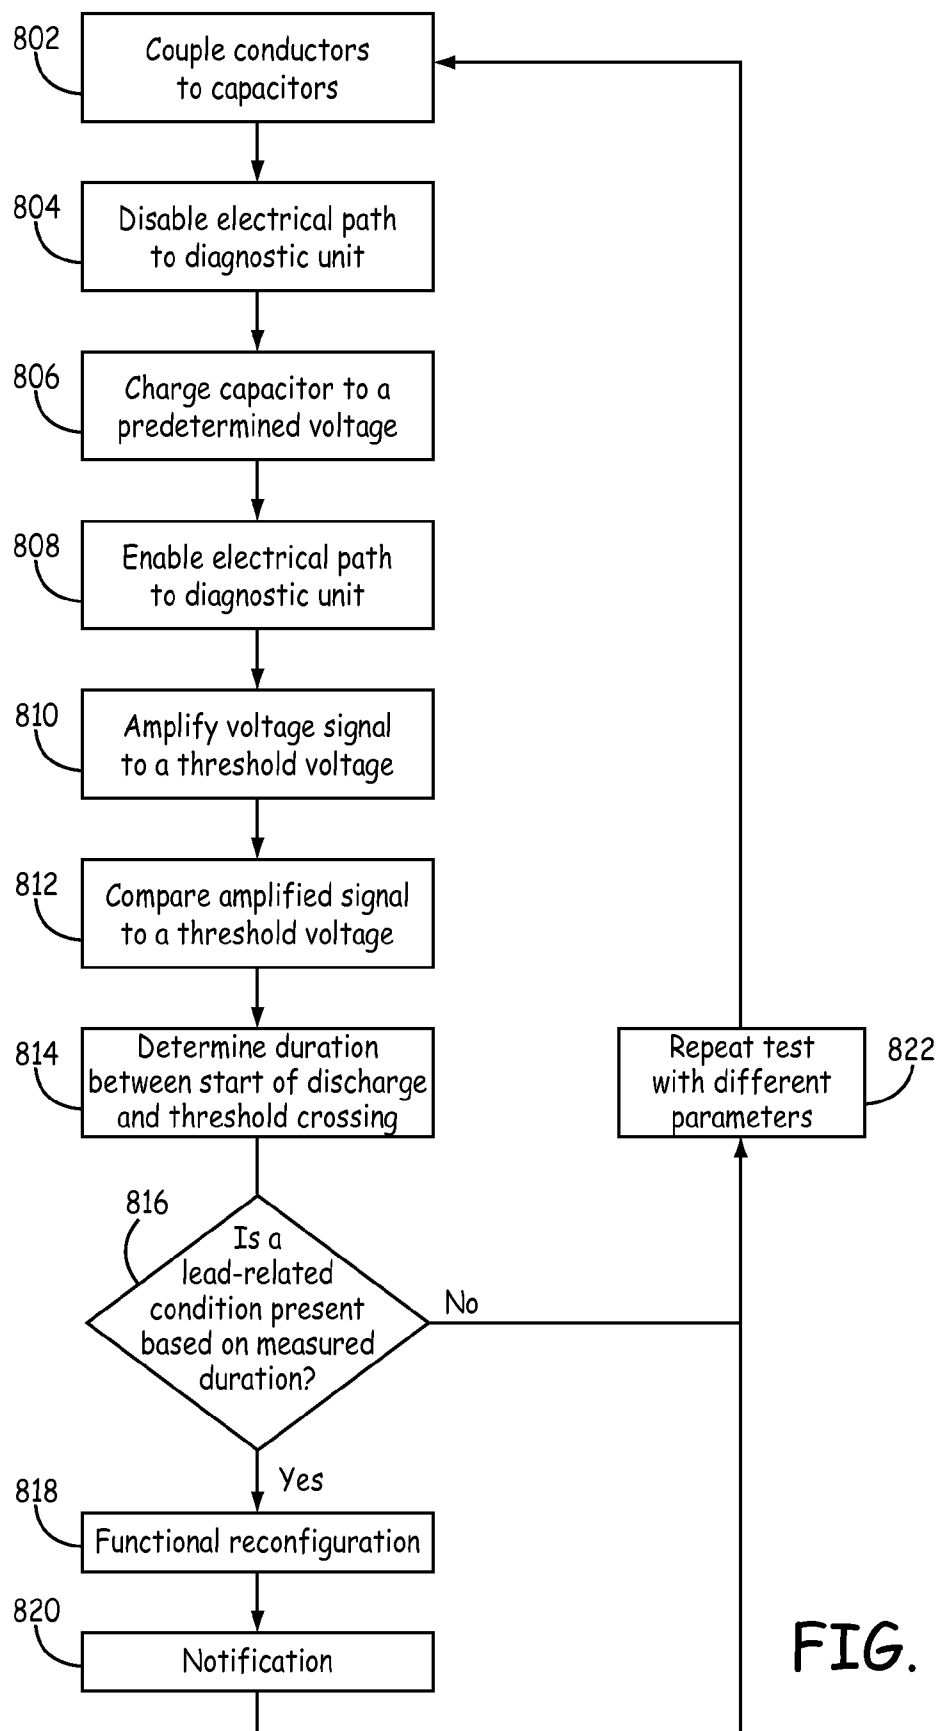 802
Couple conductors
to capacitors
804
Disable electrical path
to diagnostic unit
806
Charge capacitor to a
predetermined voltage
808
Enable electrical path
to diagnostic unit
810
Amplify voltage signal
to a threshold voltage
812
Compare amplified signal
to a threshold voltage
814
Determine duration
between start of discharge
and threshold crossing
822
Repeat test
with different
parameters
816
Is a
lead-related
condition present
based on measured
duration?
No
Yes
818
Functional reconfiguration
820
Notification
FIG.